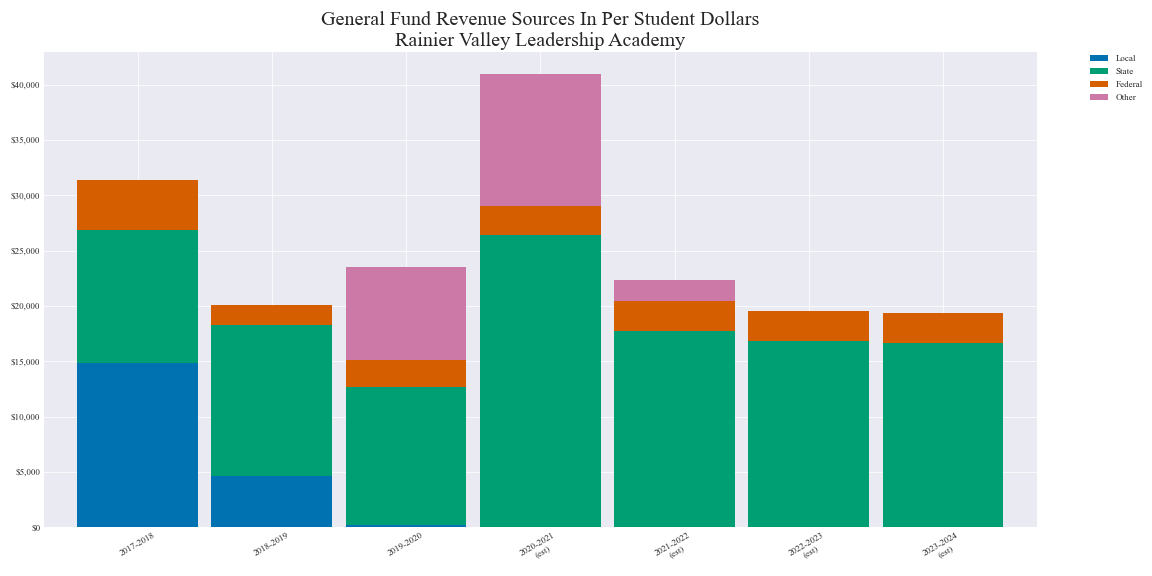 General Fund Revenue Sources In Per Student Dollars
Rainier Valley Leadership Academy
Local
State
Federal
Other
$40,000
$35,000
$30,000
$25,000
$20,000
$15,000
$10,000
$5,000
$0
2017-2018
2018-2019
2019-2020
2020-2021
(est)
2021-2022
(est)
2022-2023
(est)
2023-2024
(est)